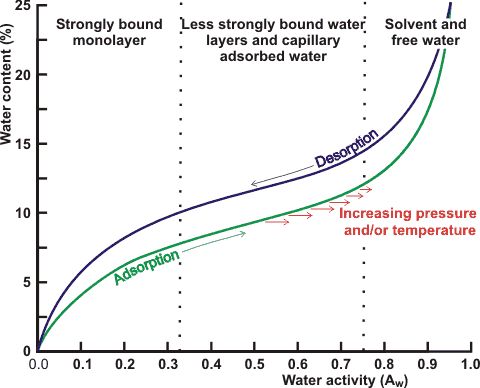 25
20
15
10
5
0
Water content (%)
Strongly bound
monolayer
Less strongly bound water
layers and capillary
adsorbed water
Solvent and
free water
Desorption
Adsorption
Increasing pressure
and/or temperature
0.0 0.1 0.2 0.3 0.4 0.5 0.6 0.7 0.8 0.9 1.0
Water activity (Aw)